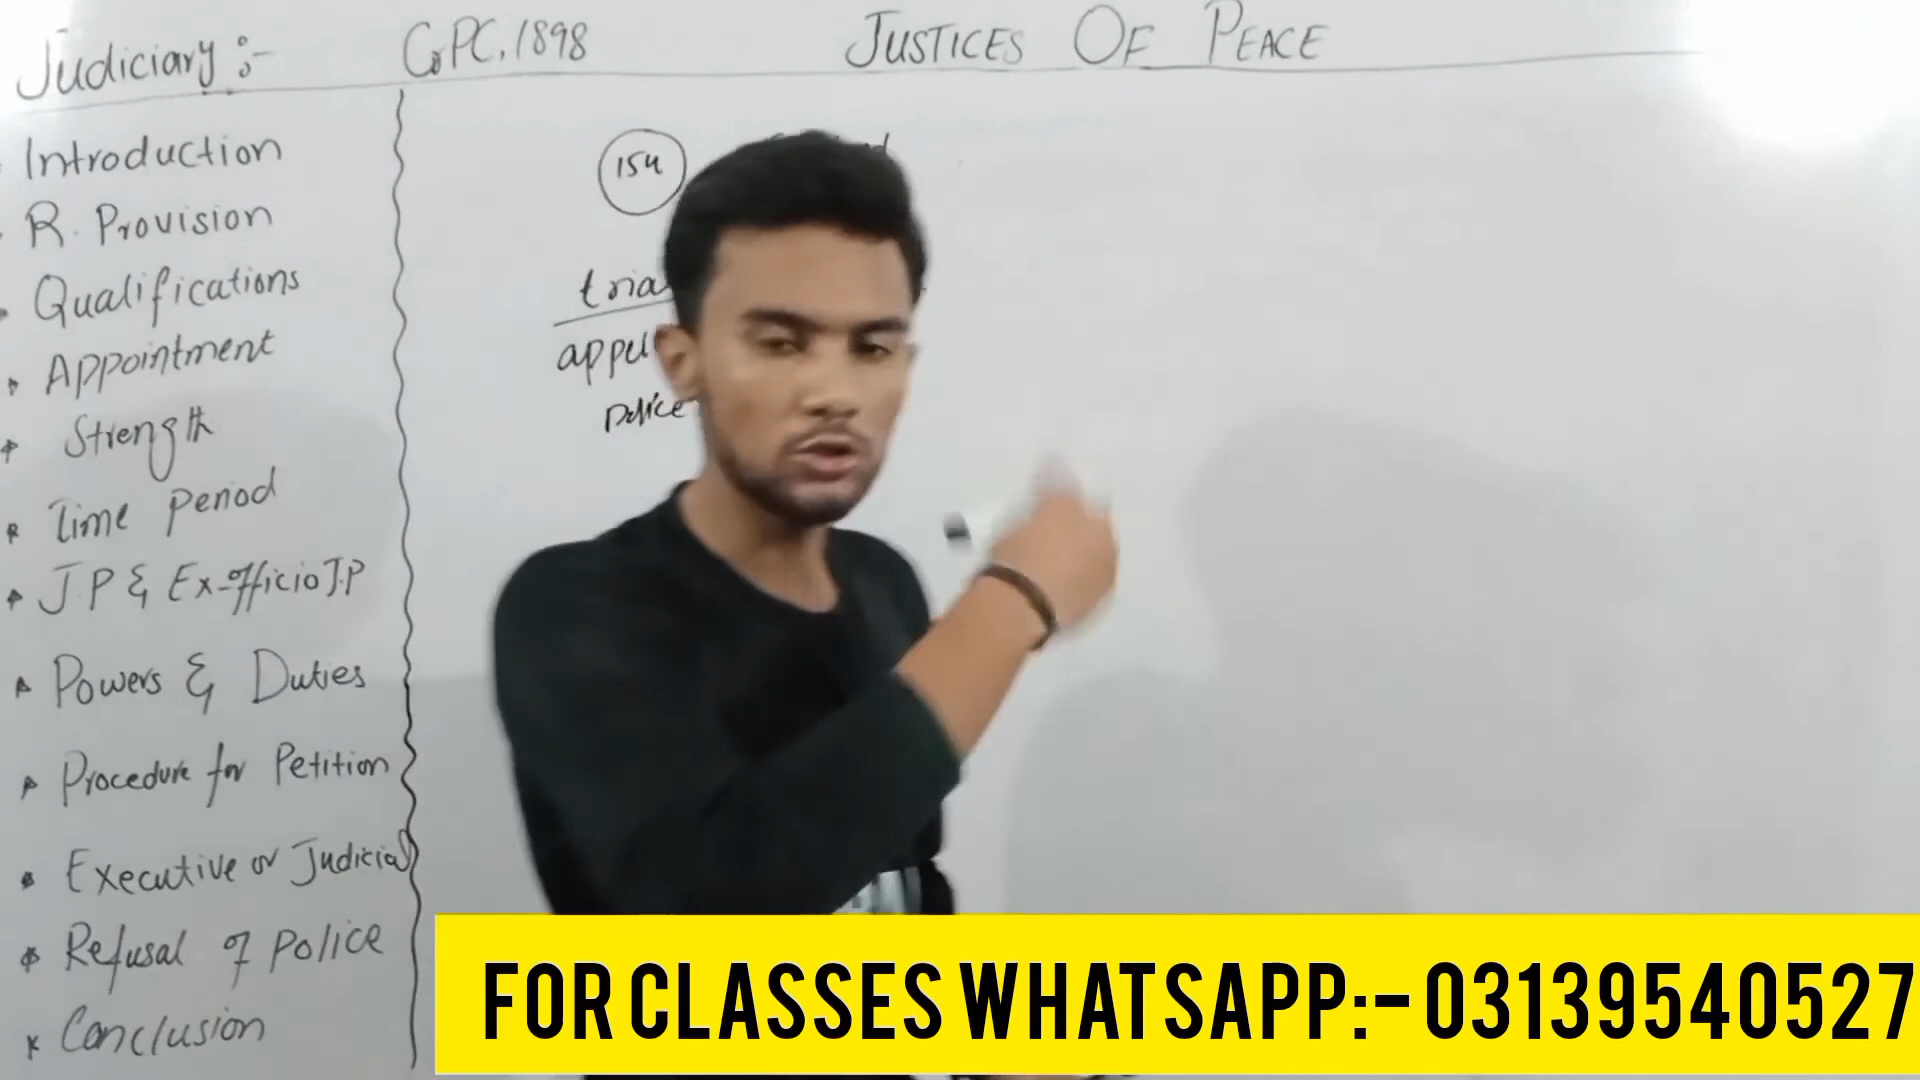 Judiciary :- CrPC, 1898 JUSTICES OF PEACE
Introduction
R. Provision
Qualifications
Appointment
Strength
Time period
J.P & Ex-officio J.P
Powers & Duties
Procedure for Petition
Executive or Judicial
Refusal of police
Conclusion
154
police
FOR CLASSES WHATSAPP:- 03139540527